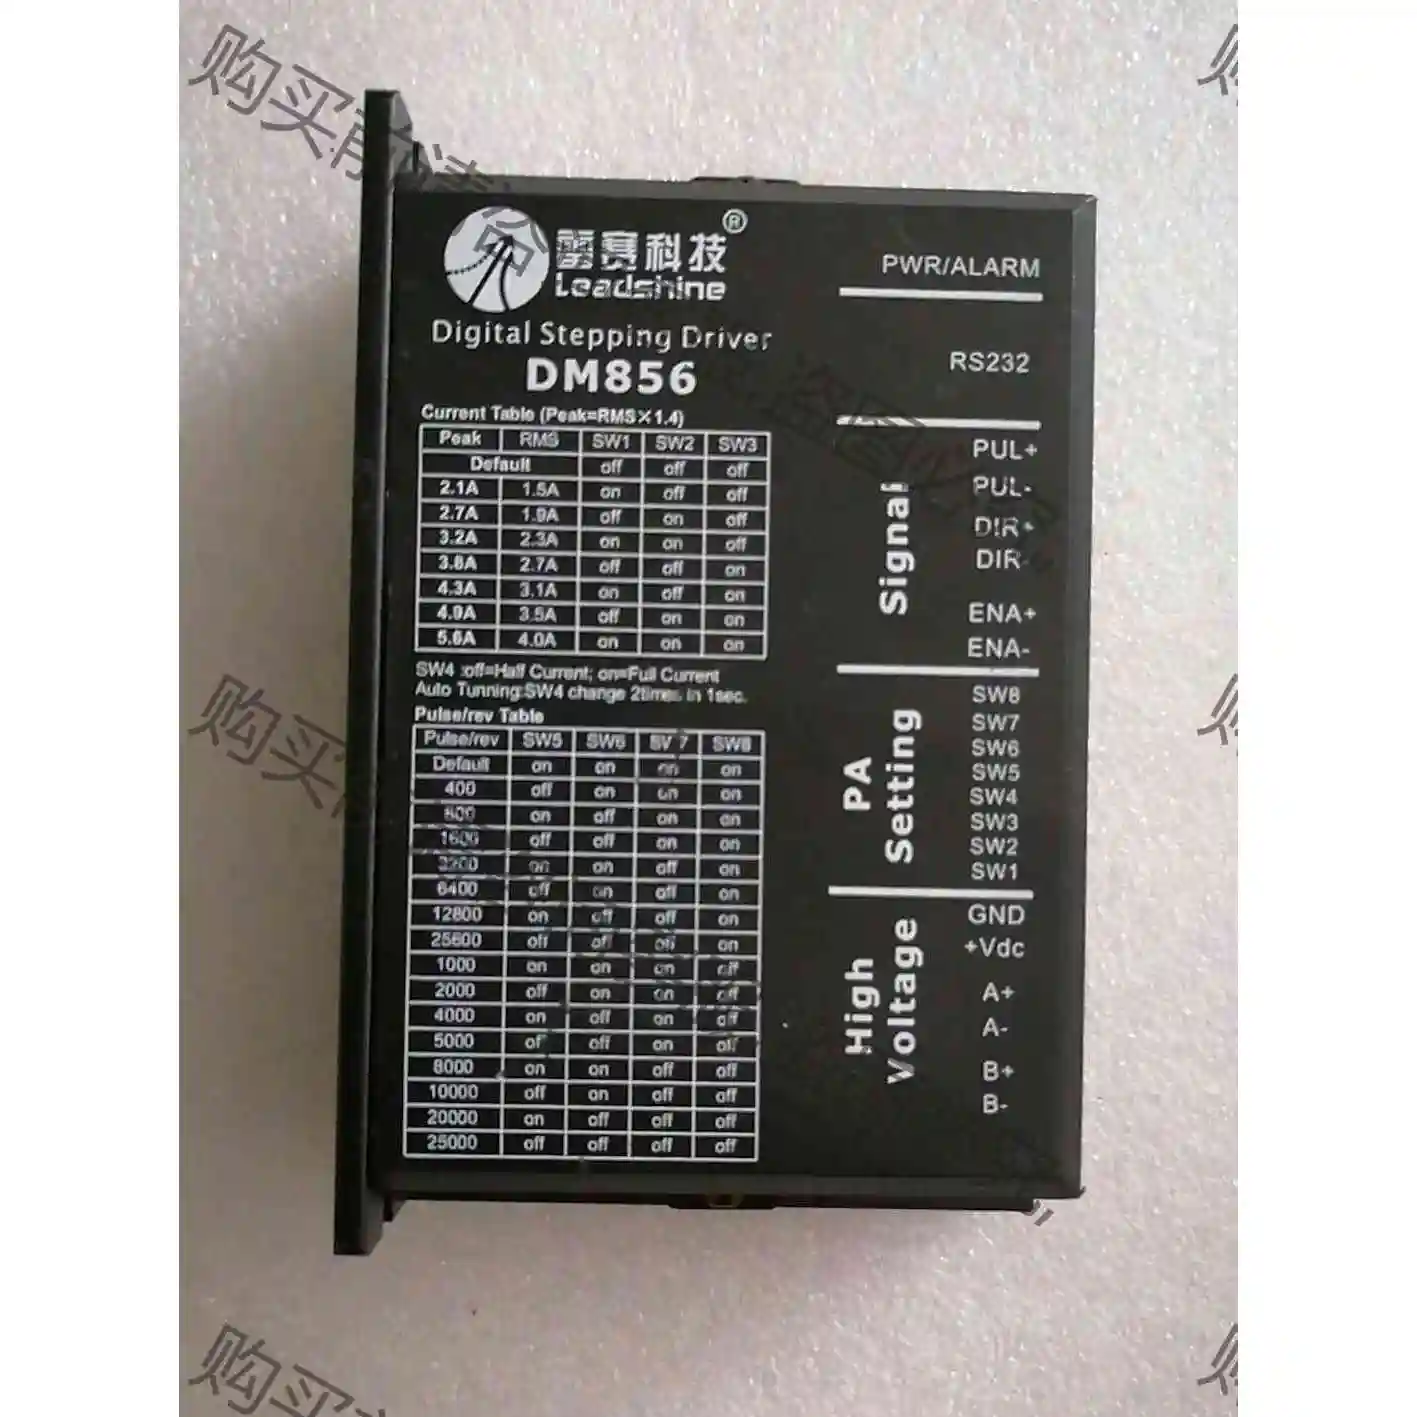 雷赛科技®
Leadshine
Digital Stepping Driver
DM856
Current Table (Peak=RMS×1.4)
Peak RMS SW1 SW2 SW3
Default off off off
2.1A 1.5A on off off
2.7A 1.9A off on off
3.2A 2.3A on on off
3.8A 2.7A off off on
4.3A 3.1A on off on
4.9A 3.5A off on on
5.6A 4.0A on on on
SW4 :off=Half Current; on=Full Current
Auto Tunning:SW4 change 2times in 1sec.
Pulse/rev Table
Pulse/rev SW5 SW6 SW7 SW8
Default on on on on
400 off on on on
800 on off on on
1600 off off on on
3200 on on off on
6400 off on off on
12800 on off off on
25600 off off off on
1000 on on on off
2000 off on on off
4000 on off on off
5000 off off on off
8000 on on off off
10000 off on off off
20000 on off off off
25000 off off off off
PWR/ALARM
RS232
Signal
PUL+
PUL-
DIR+
DIR-
ENA+
ENA-
PA
Setting
SW8
SW7
SW6
SW5
SW4
SW3
SW2
SW1
High
Voltage
GND
+Vdc
A+
A-
B+
B-
购买前请咨
购买
购买